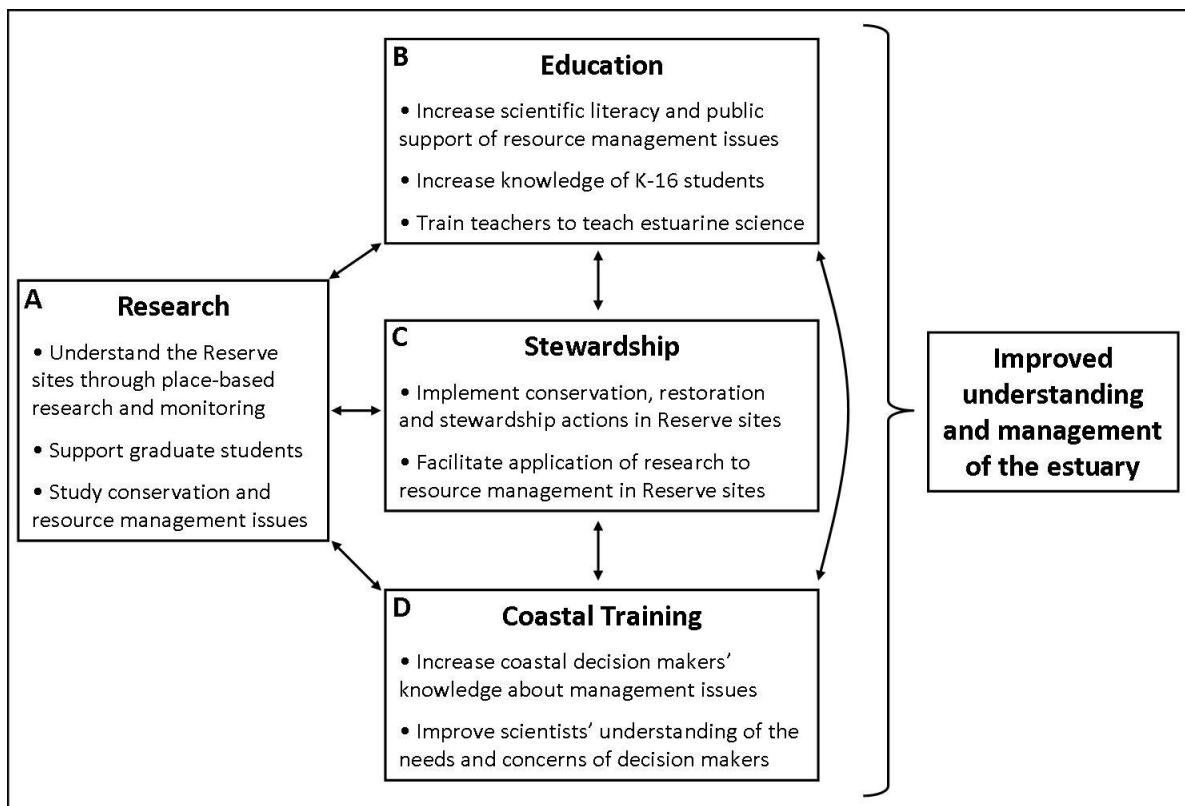 B
Education
• Increase scientific literacy and public
support of resource management issues
• Increase knowledge of K-16 students
• Train teachers to teach estuarine science
A
Research
• Understand the Reserve
sites through place-based
research and monitoring
• Support graduate students
• Study conservation and
resource management issues
C
Stewardship
• Implement conservation, restoration
and stewardship actions in Reserve sites
• Facilitate application of research to
resource management in Reserve sites
D
Coastal Training
• Increase coastal decision makers’
knowledge about management issues
• Improve scientists’ understanding of the
needs and concerns of decision makers
Improved
understanding
and management
of the estuary